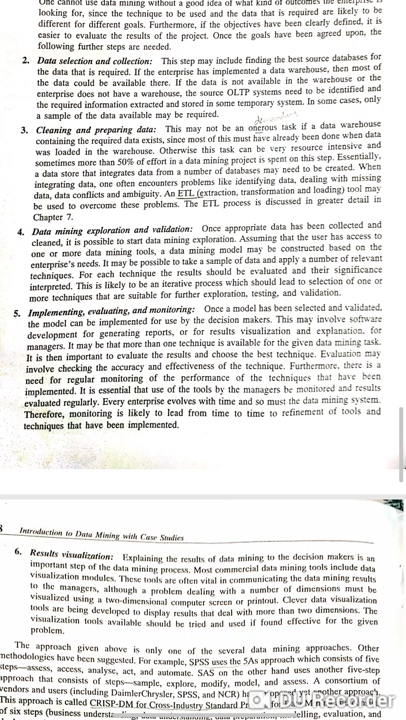 One cannot use data mining without a good idea of what kind of outcomes the enterprise is
looking for, since the technique to be used and the data that is required are likely to be
different for different goals. Furthermore, if the objectives have been clearly defined, it is
easier to evaluate the results of the project. Once the goals have been agreed upon, the
following further steps are needed.
2. Data selection and collection: This step may include finding the best source databases for
the data that is required. If the enterprise has implemented a data warehouse, then most of
the data could be available there. If the data is not available in the warehouse or the
enterprise does not have a warehouse, the source OLTP systems need to be identified and
the required information extracted and stored in some temporary system. In some cases, only
a sample of the data available may be required.
3. Cleaning and preparing data: This may not be an onerous task if a data warehouse
containing the required data exists, since most of this must have already been done when data
was loaded in the warehouse. Otherwise this task can be very resource intensive and
sometimes more than 50% of effort in a data mining project is spent on this step. Essentially,
a data store that integrates data from a number of databases may need to be created. When
integrating data, one often encounters problems like identifying data, dealing with missing
data, data conflicts and ambiguity. An ETL (extraction, transformation and loading) tool may
be used to overcome these problems. The ETL process is discussed in greater detail in
Chapter 7.
4. Data mining exploration and validation: Once appropriate data has been collected and
cleaned, it is possible to start data mining exploration. Assuming that the user has access to
one or more data mining tools, a data mining model may be constructed based on the
enterprise's needs. It may be possible to take a sample of data and apply a number of relevant
techniques. For each technique the results should be evaluated and their significance
interpreted. This is likely to be an iterative process which should lead to selection of one or
more techniques that are suitable for further exploration, testing, and validation.
5. Implementing, evaluating, and monitoring: Once a model has been selected and validated,
the model can be implemented for use by the decision makers. This may involve software
development for generating reports, or for results visualization and explanation, for
managers. It may be that more than one technique is available for the given data mining task.
It is then important to evaluate the results and choose the best technique. Evaluation may
involve checking the accuracy and effectiveness of the technique. Furthermore, there is a
need for regular monitoring of the performance of the techniques that have been
implemented. It is essential that use of the tools by the managers be monitored and results
evaluated regularly. Every enterprise evolves with time and so must the data mining system.
Therefore, monitoring is likely to lead from time to time to refinement of tools and
techniques that have been implemented.
Introduction to Data Mining with Case Studies
6. Results visualization: Explaining the results of data mining to the decision makers is an
important step of the data mining process. Most commercial data mining tools include data
visualization modules. These tools are often vital in communicating the data mining results
to the managers, although a problem dealing with a number of dimensions must be
visualized using a two-dimensional computer screen or printout. Clever data visualization
tools are being developed to display results that deal with more than two dimensions. The
visualization tools available should be tried and used if found effective for the given
problem.
The approach given above is only one of the several data mining approaches. Other
methodologies have been suggested. For example, SPSS uses the 5As approach which consists of five
steps—assess, access, analyse, act, and automate. SAS on the other hand uses another five-step
approach that consists of steps—sample, explore, modify, model, and assess. A consortium of
vendors and users (including DaimlerChrysler, SPSS, and NCR) yet another approach.
This approach is called CRISP-DM for Cross-Industry Standard
of six steps (business evaluation, and
DU Recorder